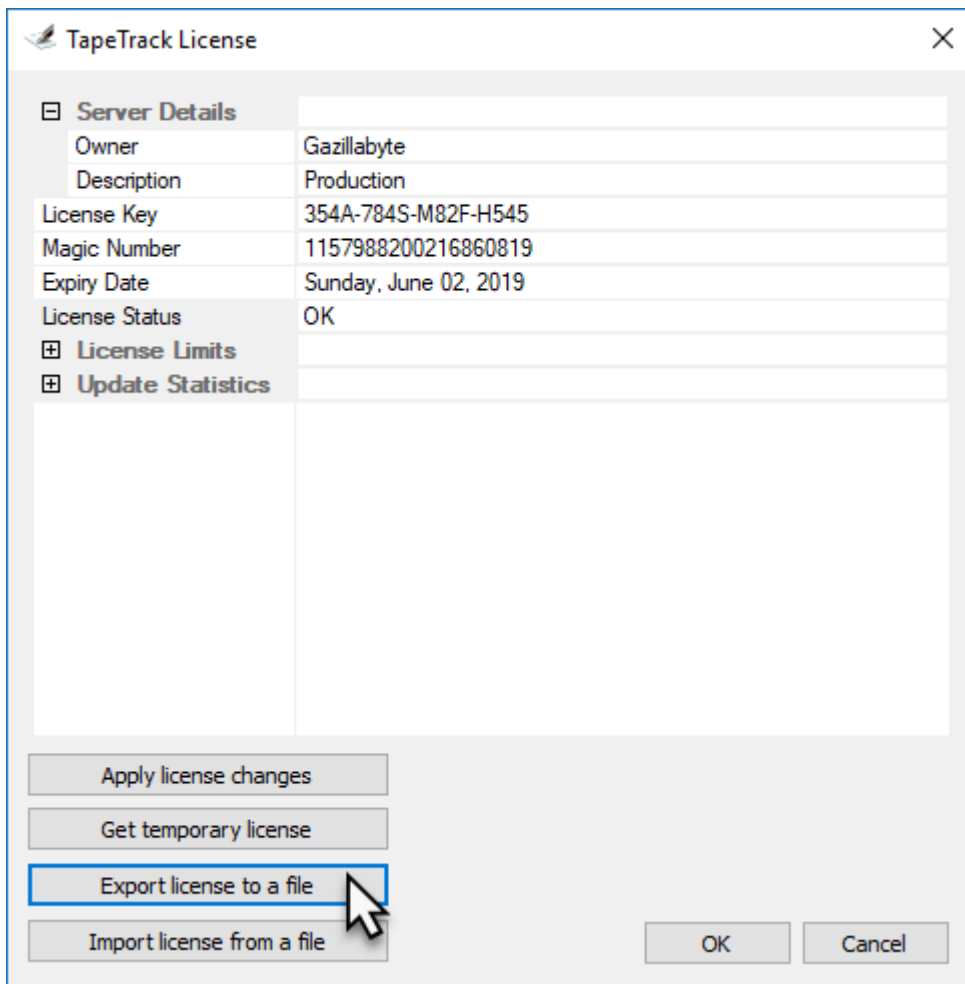 TapeTrack License
Server Details
Owner Gazillabyte
Description Production
License Key 354A-784S-M82F-H545
Magic Number 1157988200216860819
Expiry Date Sunday, June 02, 2019
License Status OK
License Limits
Update Statistics
Apply license changes
Get temporary license
Export license to a file
Import license from a file
OK Cancel